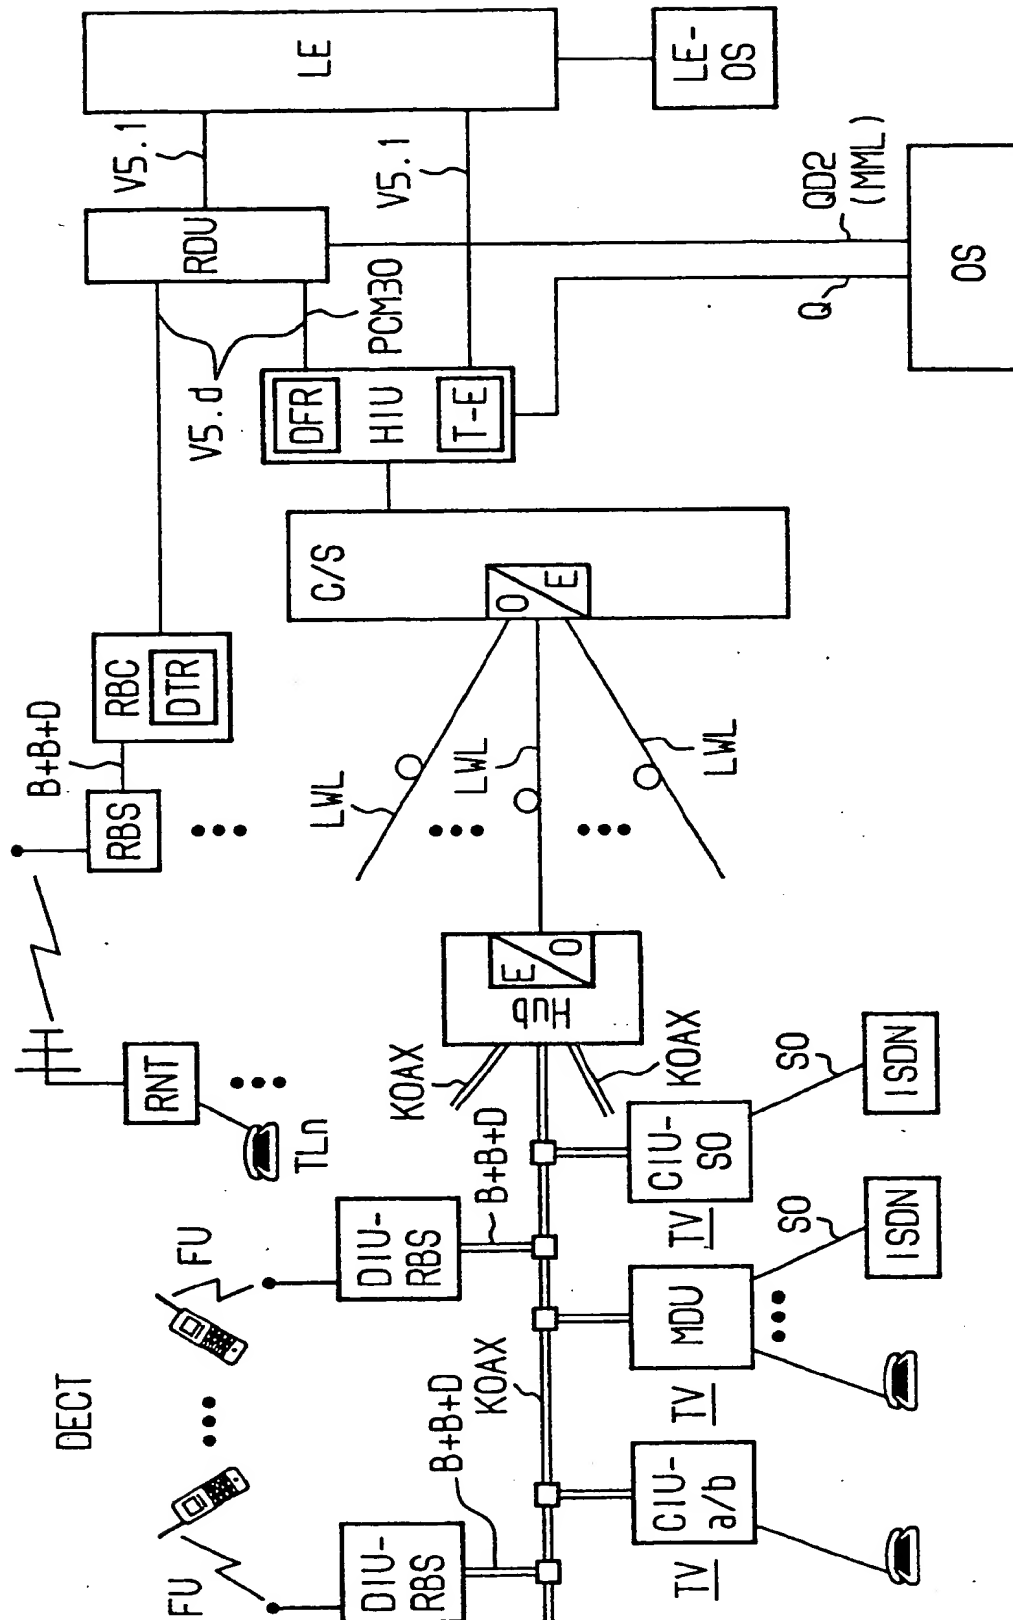 DECT
B+B+D
FU
FU
RNT
RBS
RBC
DTR
V5.1
LE
RDU
TLn
V5.d
DIU-
RBS
DIU-
RBS
LWL
C/S
DFR
HIU
T-E
PCM30
V5.1
B+B+D
KOAX
B+B+D
KOAX
Hub
E
O
LWL
O
E
KOAX
LWL
CIU-
a/b
TV
MDU
TV
CIU-
SO
TV
LE-
OS
SO
SO
ISDN
ISDN
Q
QD2
(MML)
OS